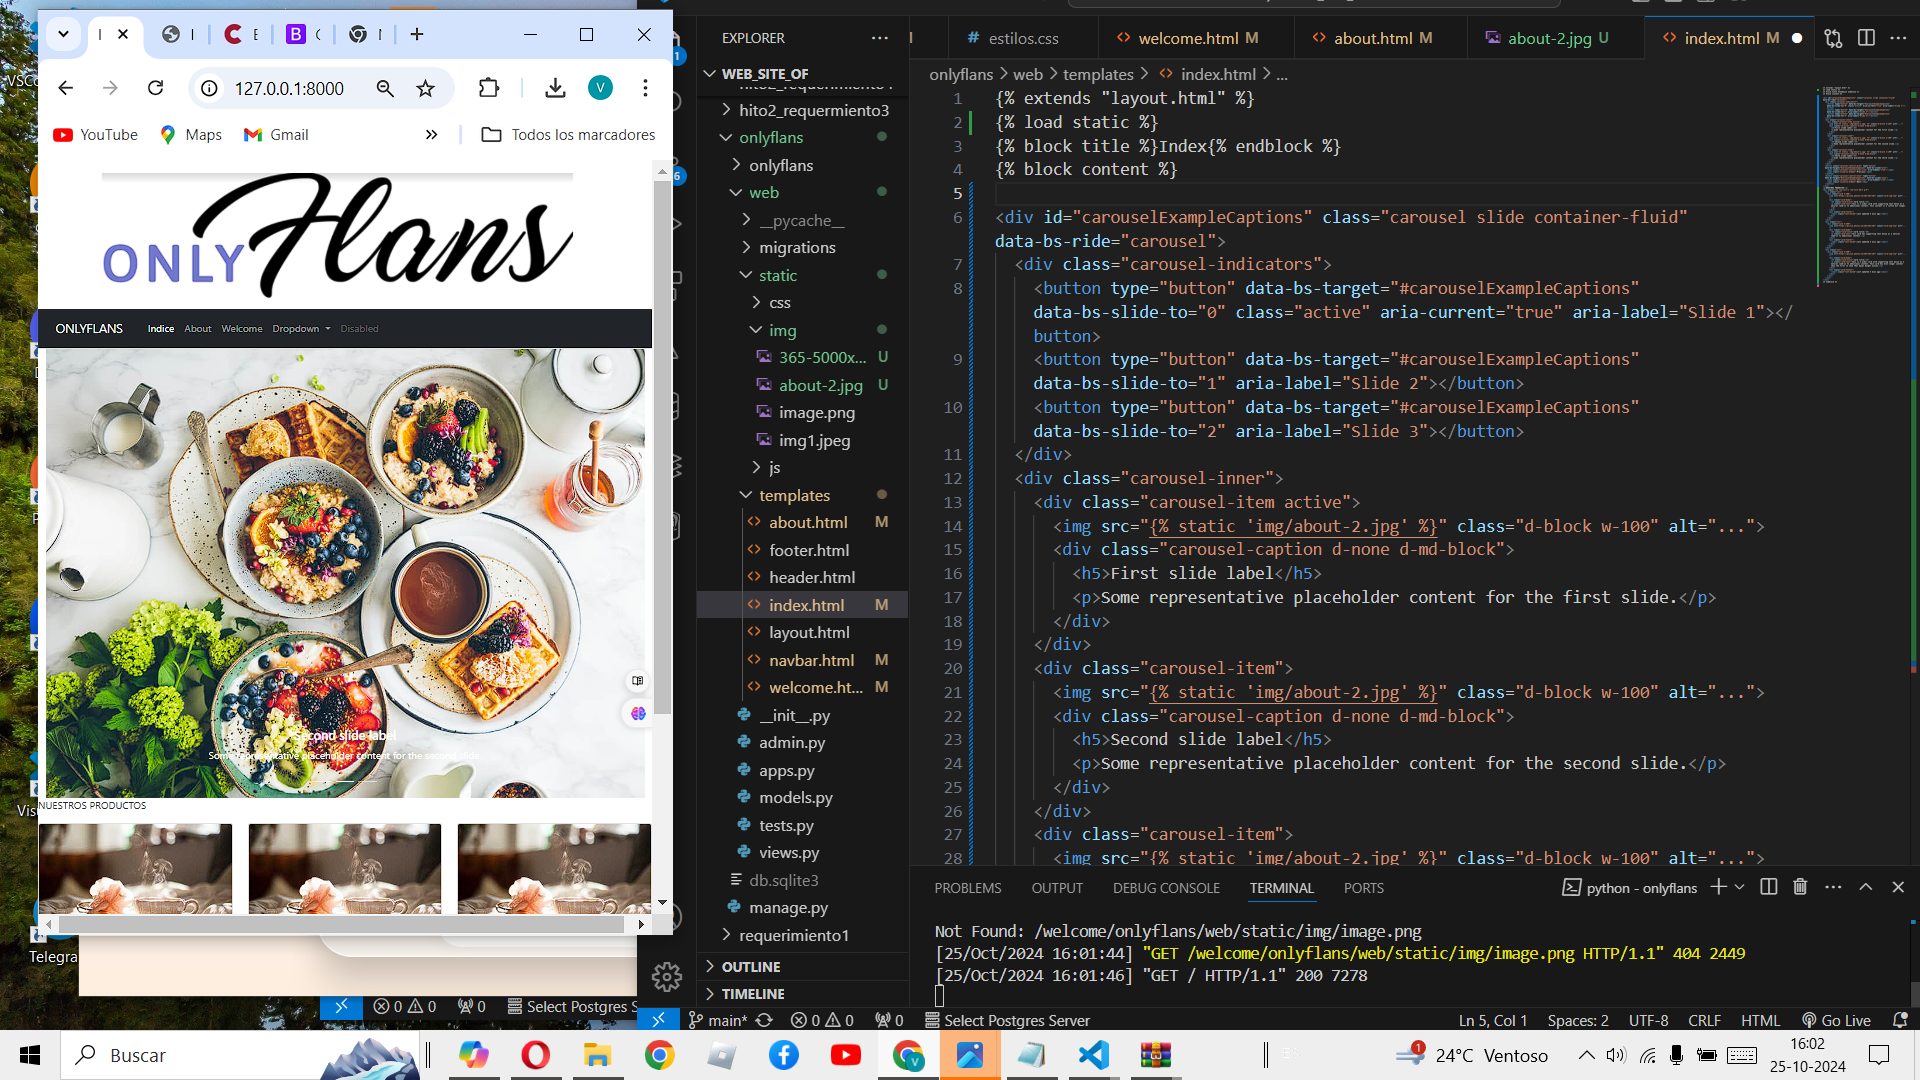 127.0.0.1:8000
YouTube
Maps
Gmail
Todos los marcadores
ONLY Flans
ONLYFLANS
Indice
About
Welcome
Dropdown
Disabled
Second slide label
Some representative placeholder content for the second slide.
NUESTROS PRODUCTOS
EXPLORER
WEB_SITE_OF
hito2_requermiento3
onlyflans
onlyflans
web
__pycache__
migrations
static
css
img
365-5000x... U
about-2.jpg U
image.png
img1.jpeg
js
templates
about.html M
footer.html
header.html
index.html M
layout.html
navbar.html M
welcome.ht... M
__init__.py
admin.py
apps.py
models.py
tests.py
views.py
db.sqlite3
manage.py
requerimiento1
OUTLINE
TIMELINE
estilos.css
welcome.html M
about.html M
about-2.jpg U
index.html M
onlyflans > web > templates > index.html > ...
1 {% extends "layout.html" %}
2 {% load static %}
3 {% block title %}Index{% endblock %}
4 {% block content %}
5
6 <div id="carouselExampleCaptions" class="carousel slide container-fluid"
data-bs-ride="carousel">
7 <div class="carousel-indicators">
8 <button type="button" data-bs-target="#carouselExampleCaptions"
data-bs-slide-to="0" class="active" aria-current="true" aria-label="Slide 1"></
button>
9 <button type="button" data-bs-target="#carouselExampleCaptions"
data-bs-slide-to="1" aria-label="Slide 2"></button>
10 <button type="button" data-bs-target="#carouselExampleCaptions"
data-bs-slide-to="2" aria-label="Slide 3"></button>
11 </div>
12 <div class="carousel-inner">
13 <div class="carousel-item active">
14 <img src="{% static 'img/about-2.jpg' %}" class="d-block w-100" alt="...">
15 <div class="carousel-caption d-none d-md-block">
16 <h5>First slide label</h5>
17 <p>Some representative placeholder content for the first slide.</p>
18 </div>
19 </div>
20 <div class="carousel-item">
21 <img src="{% static 'img/about-2.jpg' %}" class="d-block w-100" alt="...">
22 <div class="carousel-caption d-none d-md-block">
23 <h5>Second slide label</h5>
24 <p>Some representative placeholder content for the second slide.</p>
25 </div>
26 </div>
27 <div class="carousel-item">
28 <img src="{% static 'img/about-2.jpg' %}" class="d-block w-100" alt="...">
PROBLEMS
OUTPUT
DEBUG CONSOLE
TERMINAL
PORTS
python - onlyflans
Not Found: /welcome/onlyflans/web/static/img/image.png
[25/Oct/2024 16:01:44] "GET /welcome/onlyflans/web/static/img/image.png HTTP/1.1" 404 2449
[25/Oct/2024 16:01:46] "GET / HTTP/1.1" 200 7278
Telegra
0 0
0
Select Postgres S
main*
0 0
0
Select Postgres Server
Ln 5, Col 1
Spaces: 2
UTF-8
CRLF
HTML
Go Live
Buscar
1
24°C Ventoso
16:02
25-10-2024